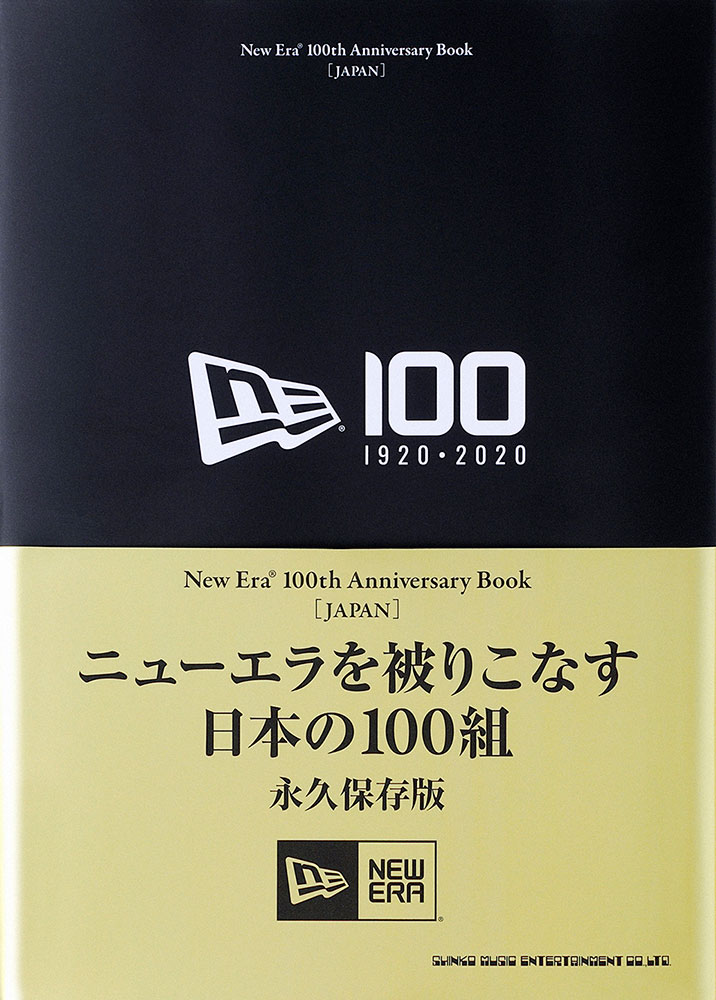 New Era® 100th Anniversary Book
[JAPAN]
ne® 100
1920・2020
New Era® 100th Anniversary Book
[JAPAN]
ニューエラを被りこなす
日本の100組
永久保存版
ne NEW
ERA®
SHINKO MUSIC ENTERTAINMENT CO.,LTD.